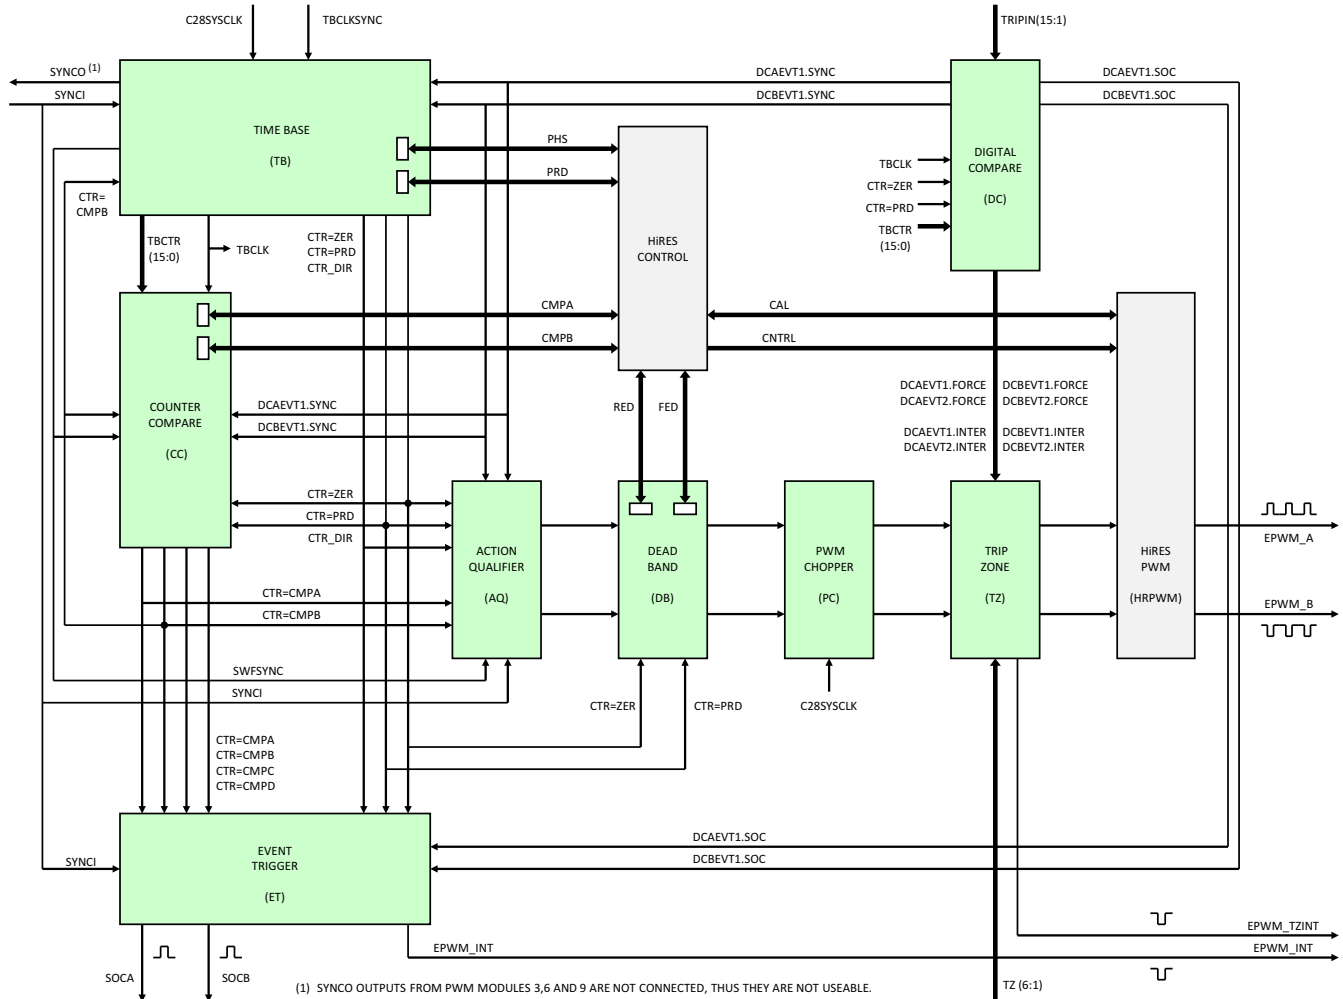 C28SYSCLK
TBCLKSYNC
TRIPIN(15:1)
SYNCO (1)
SYNCI
DCAEVT1.SYNC
DCBEVT1.SYNC
DCAEVT1.SOC
DCBEVT1.SOC
TIME BASE
(TB)
PHS
PRD
HiRES
CONTROL
DIGITAL
COMPARE
(DC)
TBCLK
CTR=ZER
CTR=PRD
TBCTR
(15:0)
CTR=
CMPB
TBCTR
(15:0)
TBCLK
CTR=ZER
CTR=PRD
CTR_DIR
CMPA
CMPB
CAL
CNTRL
COUNTER
COMPARE
(CC)
DCAEVT1.SYNC
DCBEVT1.SYNC
RED
FED
DCAEVT1.FORCE
DCAEVT2.FORCE
DCBEVT1.FORCE
DCBEVT2.FORCE
DCAEVT1.INTER
DCAEVT2.INTER
DCBEVT1.INTER
DCBEVT2.INTER
CTR=ZER
CTR=PRD
CTR_DIR
CTR=CMPA
CTR=CMPB
ACTION
QUALIFIER
(AQ)
DEAD
BAND
(DB)
PWM
CHOPPER
(PC)
TRIP
ZONE
(TZ)
HiRES
PWM
(HRPWM)
EPWM_A
EPWM_B
SWFSYNC
SYNCI
CTR=ZER
CTR=PRD
C28SYSCLK
CTR=CMPA
CTR=CMPB
CTR=CMPC
CTR=CMPD
SYNCI
EVENT
TRIGGER
(ET)
DCAEVT1.SOC
DCBEVT1.SOC
EPWM_TZINT
EPWM_INT
EPWM_INT
SOCA
SOCB
TZ (6:1)
(1) SYNCO OUTPUTS FROM PWM MODULES 3,6 AND 9 ARE NOT CONNECTED, THUS THEY ARE NOT USEABLE.